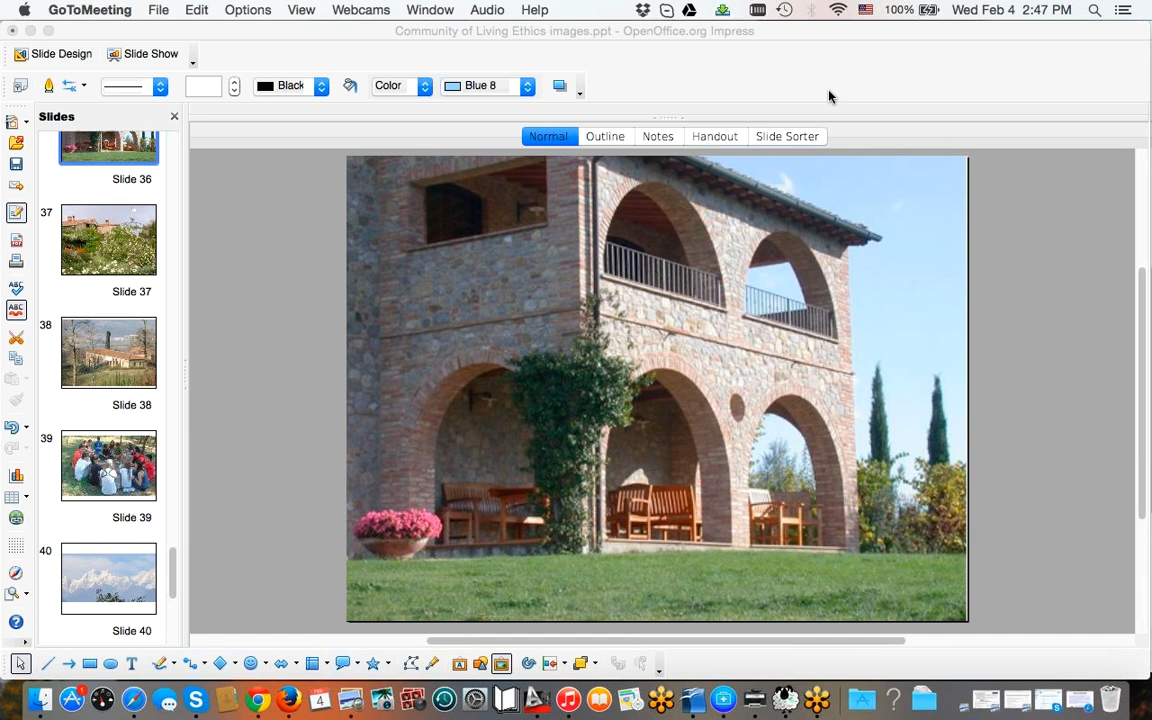 GoToMeeting File Edit Options View Webcams Window Audio Help 100% Wed Feb 4 2:47 PM
Community of Living Ethics images.ppt - OpenOffice.org Impress
Slide Design Slide Show
Black Color Blue 8
Slides
Normal Outline Notes Handout Slide Sorter
Slide 36
37
Slide 37
38
Slide 38
39
Slide 39
40
Slide 40